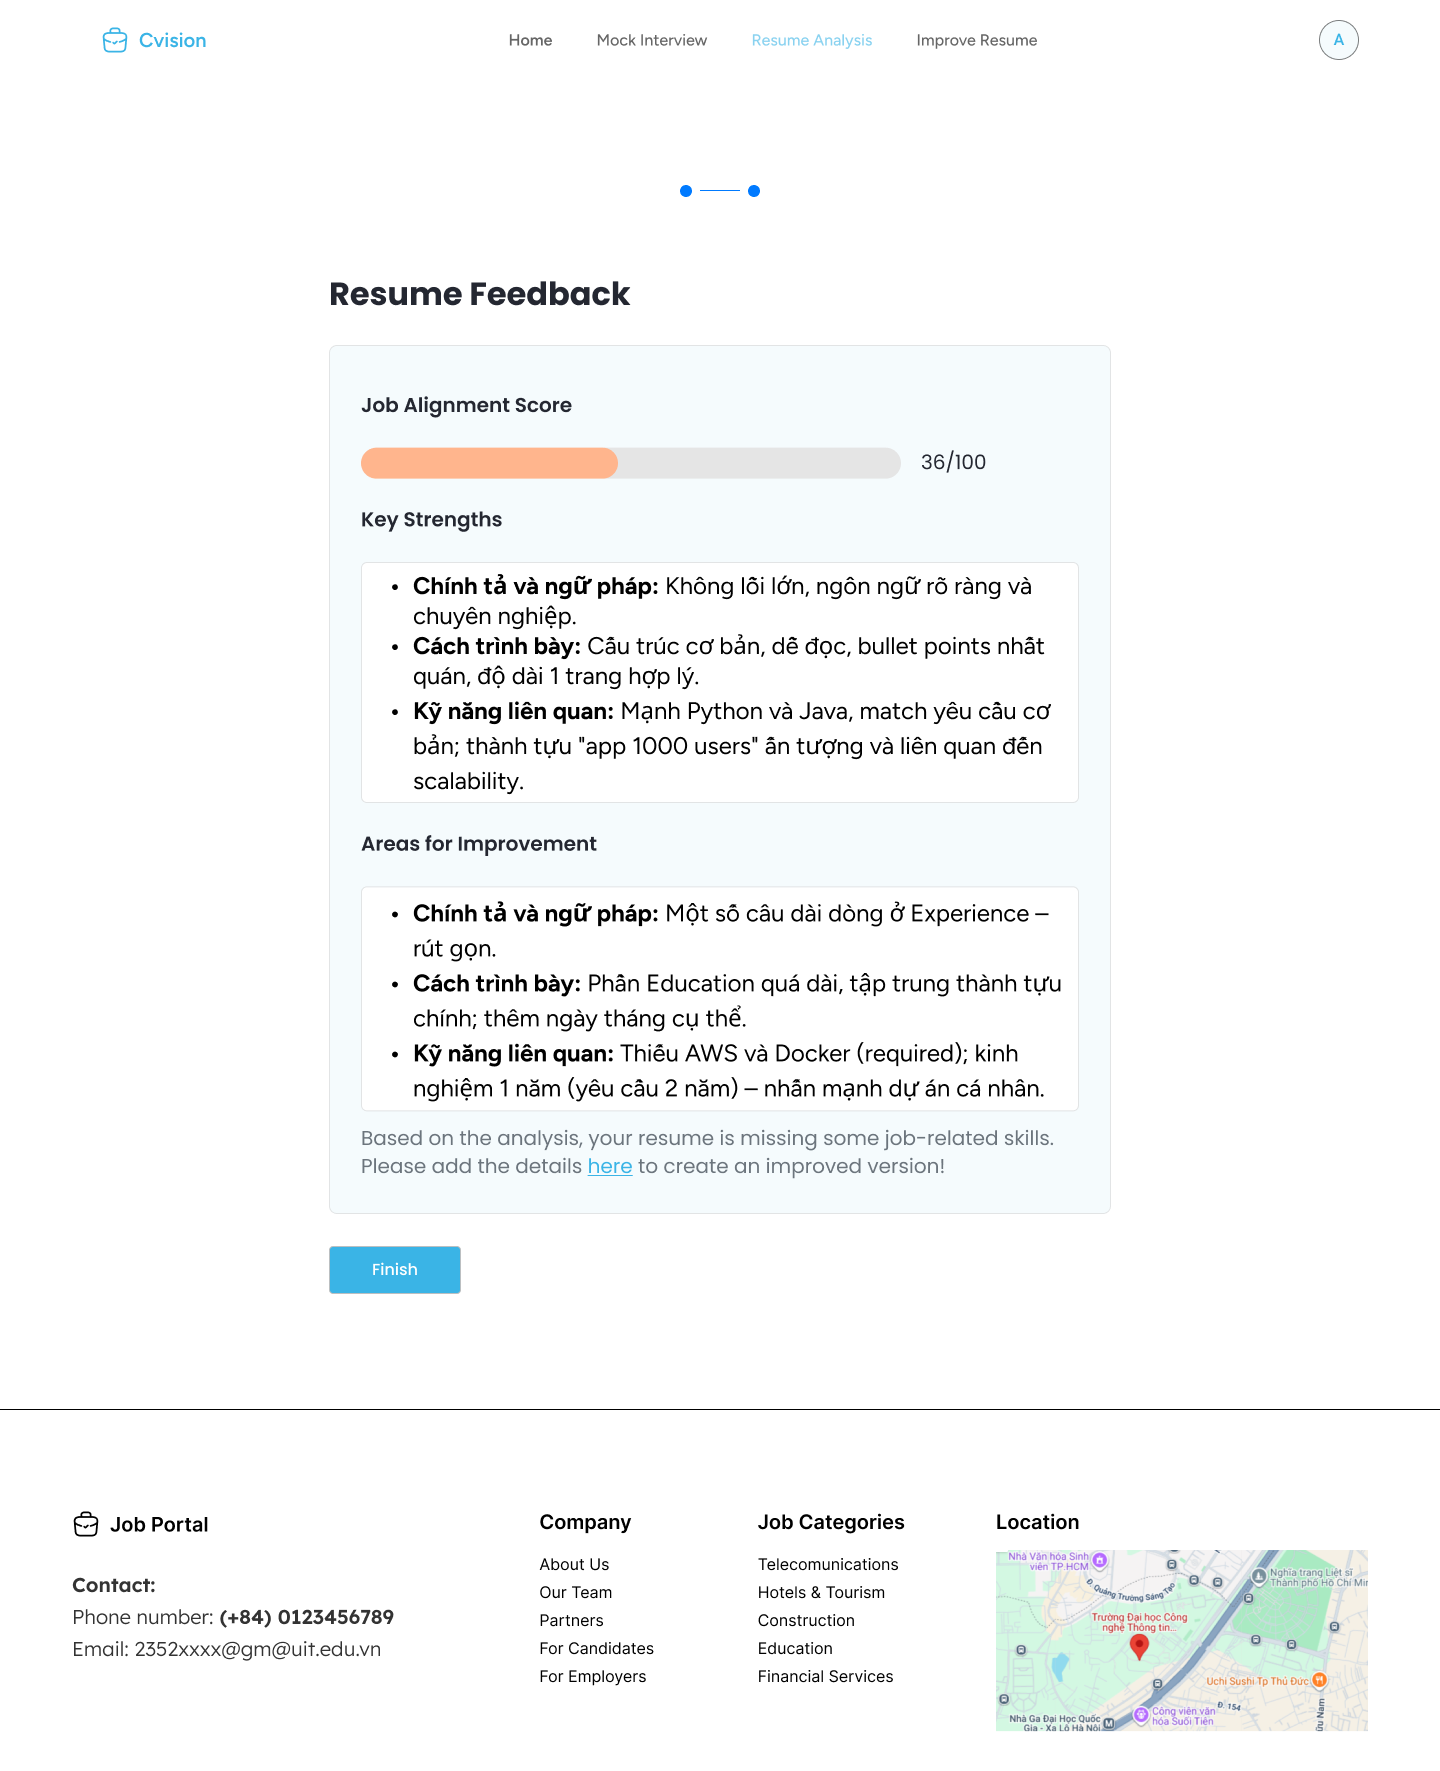 Cvision
Home
Mock Interview
Resume Analysis
Improve Resume
A
Resume Feedback
Job Alignment Score
36/100
Key Strengths
• Chính tả và ngữ pháp: Không lỗi lớn, ngôn ngữ rõ ràng và
chuyên nghiệp.
• Cách trình bày: Cấu trúc cơ bản, dễ đọc, bullet points nhất
quán, độ dài 1 trang hợp lý.
• Kỹ năng liên quan: Mạnh Python và Java, match yêu cầu cơ
bản; thành tựu "app 1000 users" ấn tượng và liên quan đến
scalability.
Areas for Improvement
• Chính tả và ngữ pháp: Một số câu dài dòng ở Experience –
rút gọn.
• Cách trình bày: Phần Education quá dài, tập trung thành tựu
chính; thêm ngày tháng cụ thể.
• Kỹ năng liên quan: Thiếu AWS và Docker (required); kinh
nghiệm 1 năm (yêu cầu 2 năm) – nhấn mạnh dự án cá nhân.
Based on the analysis, your resume is missing some job-related skills.
Please add the details here to create an improved version!
Finish
Job Portal
Contact:
Phone number: (+84) 0123456789
Email: 2352xxxx@gm@uit.edu.vn
Company
About Us
Our Team
Partners
For Candidates
For Employers
Job Categories
Telecomunications
Hotels & Tourism
Construction
Education
Financial Services
Location
Nhà Văn hóa Sinh
viên TP.HCM
Đ. Quảng Trường Sáng Tạo
Nghĩa trang Liệt sĩ
Thành phố Hồ Chí Mir
Trường Đại học Công
nghệ Thông tin...
Uchi Sushi Tp Thủ Đức
Đ. 154
Công viên văn
hóa Suối Tiên
Nhà Ga Đại Học Quốc
Gia - Xa Lộ Hà Nội
ữu Nam